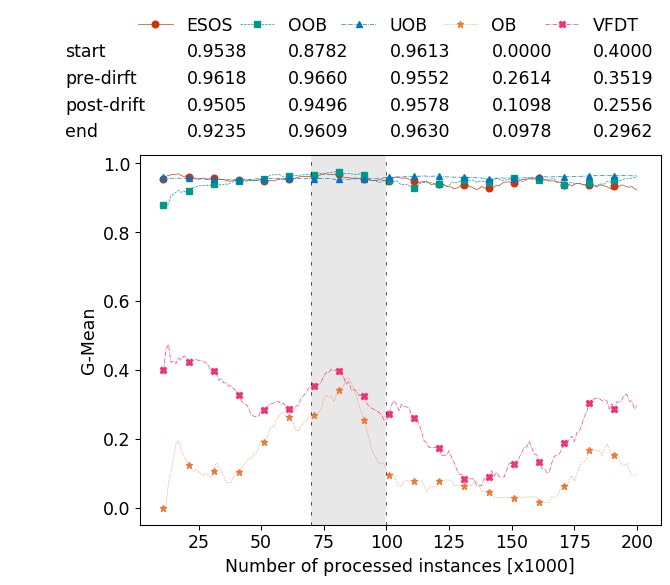 ESOS OOB UOB OB VFDT
start 0.9538 0.8782 0.9613 0.0000 0.4000
pre-dirft 0.9618 0.9660 0.9552 0.2614 0.3519
post-drift 0.9505 0.9496 0.9578 0.1098 0.2556
end 0.9235 0.9609 0.9630 0.0978 0.2962
1.0
0.8
0.6
0.4
0.2
0.0
G-Mean
25 50 75 100 125 150 175 200
Number of processed instances [x1000]